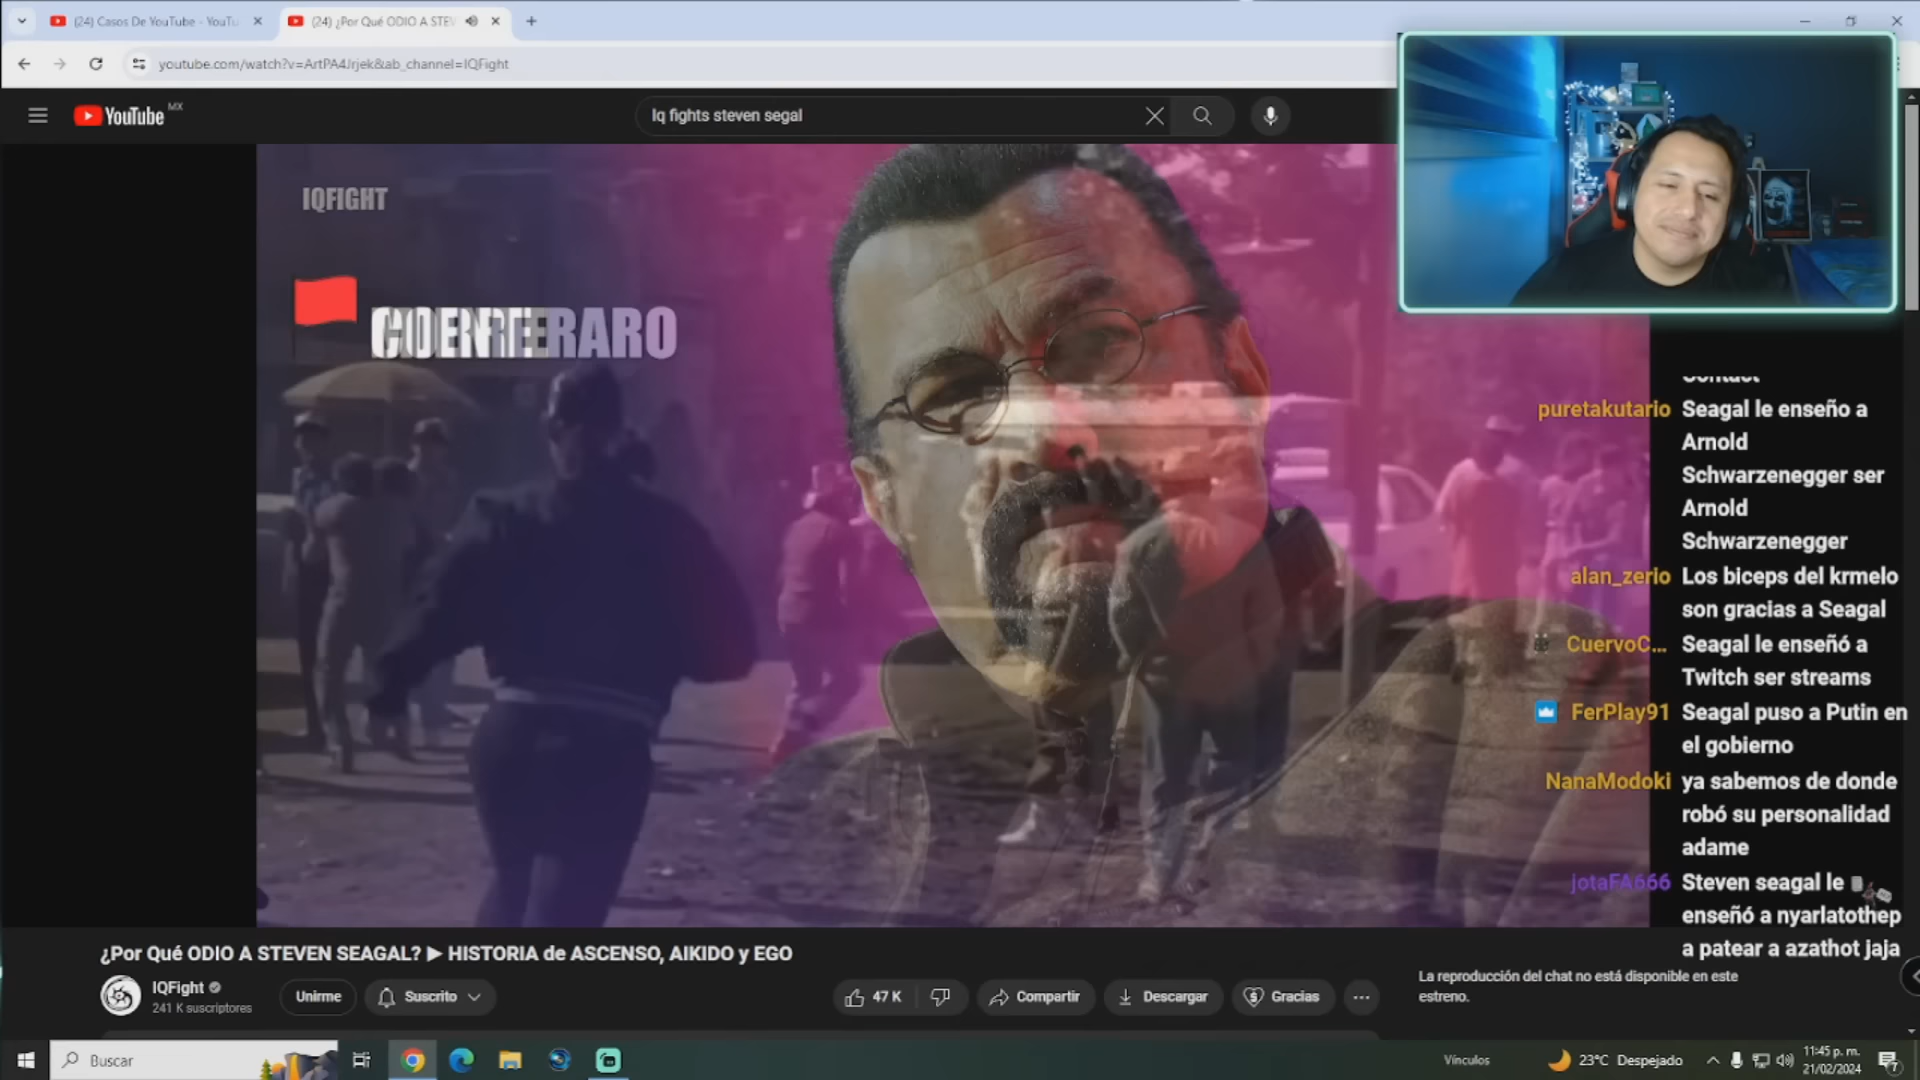 (24) Casos De YouTube - YouTu
(24) ¿Por Qué ODIO A STEV
youtube.com/watch?v=ArtPA4Jrjek&ab_channel=IQFight
YouTube MX
Iq fights steven segal
IQFIGHT
RARO
Contact
puretakutario Seagal le enseño a
Arnold
Schwarzenegger ser
Arnold
Schwarzenegger
alan_zerio Los biceps del krmelo
son gracias a Seagal
CuervoC... Seagal le enseñó a
Twitch ser streams
FerPlay91 Seagal puso a Putin en
el gobierno
NanaModoki ya sabemos de donde
robó su personalidad
adame
jotaFA666 Steven seagal le
enseñó a nyarlatothep
a patear a azathot jaja
¿Por Qué ODIO A STEVEN SEAGAL? ▶ HISTORIA de ASCENSO, AIKIDO y EGO
IQFight
241 K suscriptores
Unirme
Suscrito
47 K
Compartir
Descargar
Gracias
La reproducción del chat no está disponible en este
estreno.
Buscar
Vínculos
23°C Despejado
11:45 p. m.
21/02/2024
7